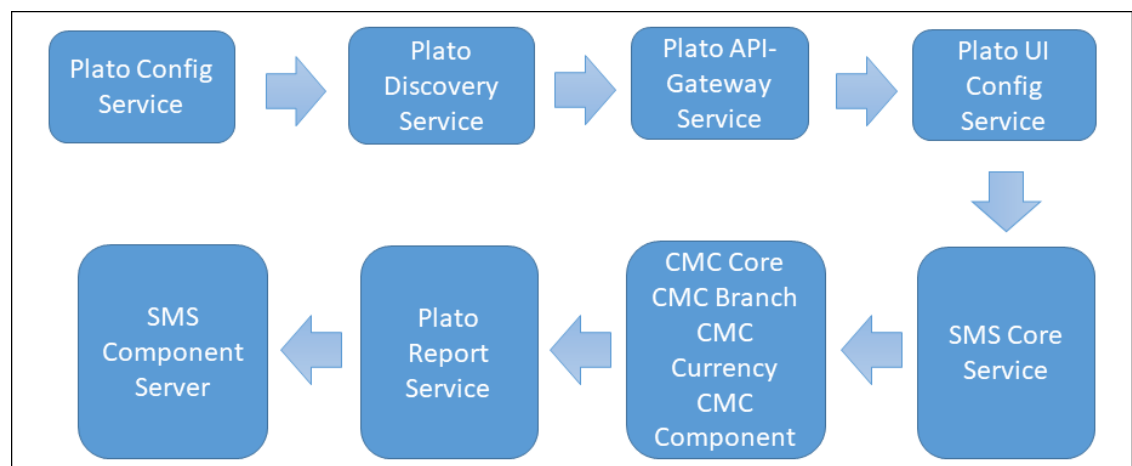 Plato Config
Service
Plato
Discovery
Service
Plato API-
Gateway
Service
Plato UI
Config
Service
SMS
Component
Server
Plato
Report
Service
CMC Core
CMC Branch
CMC
Currency
CMC
Component
SMS Core
Service